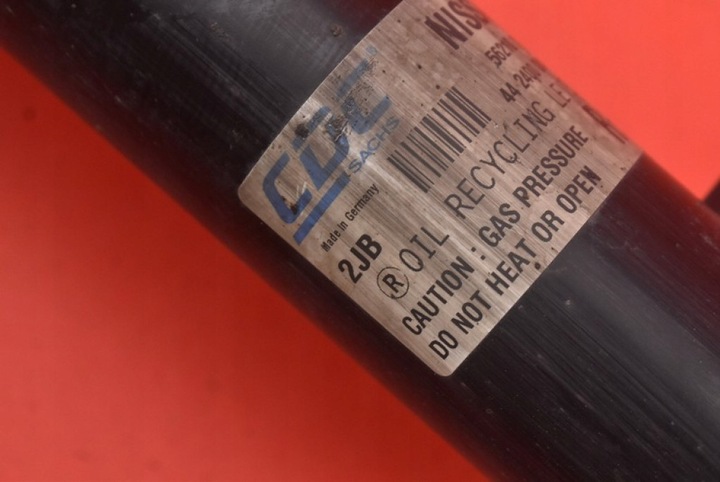 CDC
SACHS
Made in Germany
2JB
® OIL RECYCLING
CAUTION : GAS PRESSURE
DO NOT HEAT OR OPEN